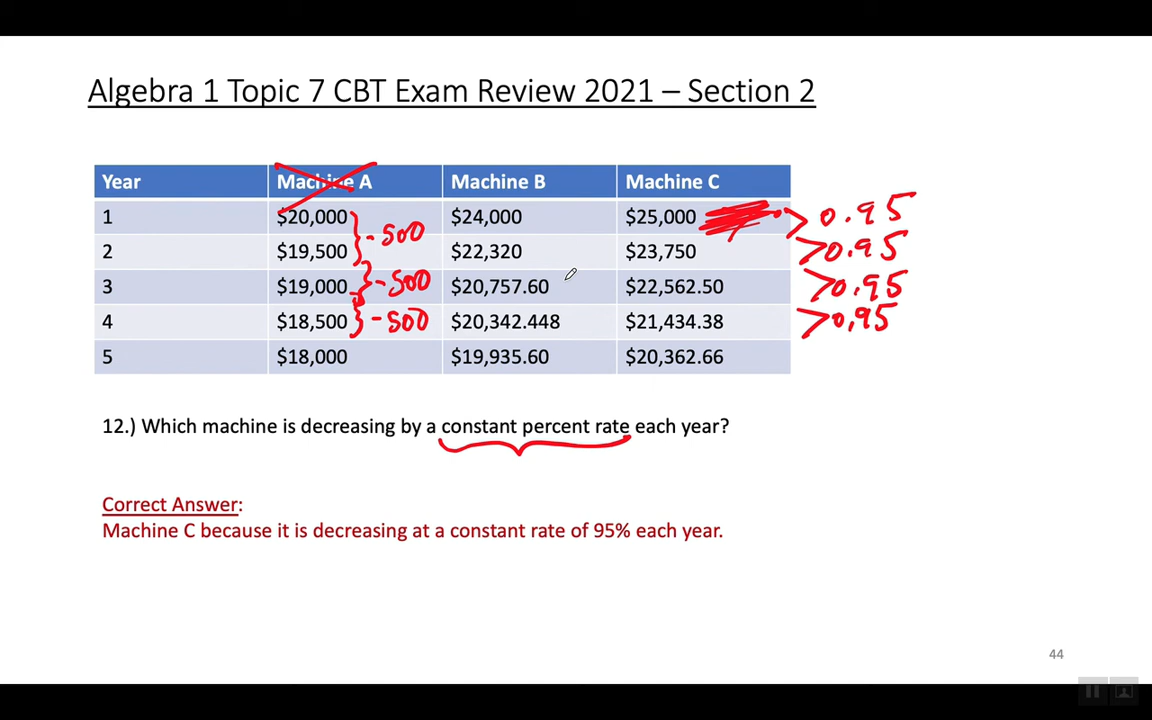 Algebra 1 Topic 7 CBT Exam Review 2021 – Section 2
Year Machine A Machine B Machine C
1 $20,000 $24,000 $25,000 > 0.95
-500
2 $19,500 $22,320 $23,750 >0.95
3 $19,000 -500 $20,757.60 $22,562.50 >0.95
4 $18,500 -500 $20,342.448 $21,434.38 >0.95
5 $18,000 $19,935.60 $20,362.66
12.) Which machine is decreasing by a constant percent rate each year?
Correct Answer:
Machine C because it is decreasing at a constant rate of 95% each year.
44